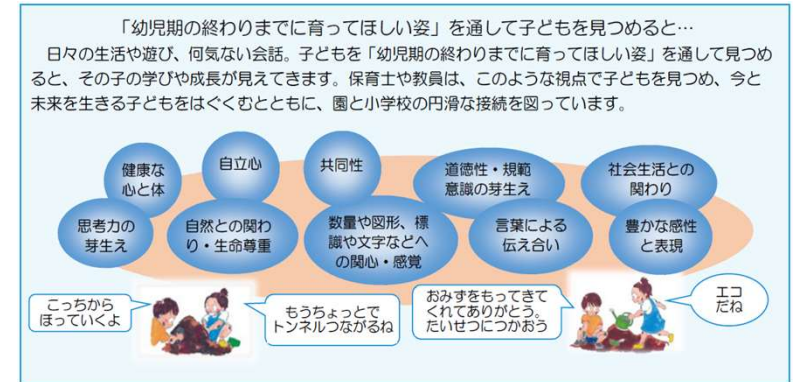 「幼児期の終わりまでに育ってほしい姿」を通して子どもを見つめると…
日々の生活や遊び、何気ない会話。子どもを「幼児期の終わりまでに育ってほしい姿」を通して見つめ
ると、その子の学びや成長が見えてきます。保育士や教員は、このような視点で子どもを見つめ、今と
未来を生きる子どもをはぐくむとともに、園と小学校の円滑な接続を図っています。
健康な
心と体
自立心
共同性
道徳性・規範
意識の芽生え
社会生活との
関わり
思考力の
芽生え
自然との関わ
り・生命尊重
数量や図形、標
識や文字などへ
の関心・感覚
言葉による
伝え合い
豊かな感性
と表現
こっちから
ほっていくよ
もうちょっとで
トンネルつながるね
おみずをもってきて
くれてありがとう。
たいせつにつかおう
エコ
だね